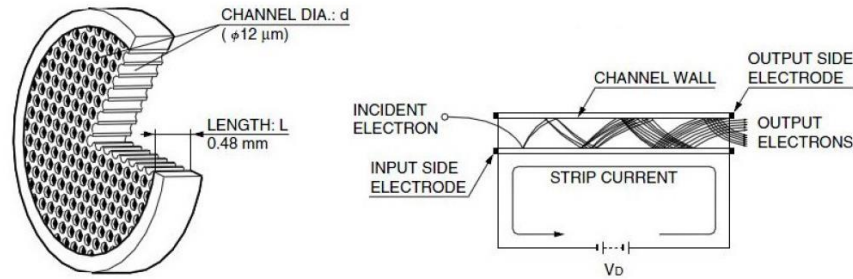 CHANNEL DIA.: d
( φ12 μm)
LENGTH: L
0.48 mm
CHANNEL WALL
OUTPUT SIDE
ELECTRODE
INCIDENT
ELECTRON
OUTPUT
ELECTRONS
INPUT SIDE
ELECTRODE
STRIP CURRENT
VD